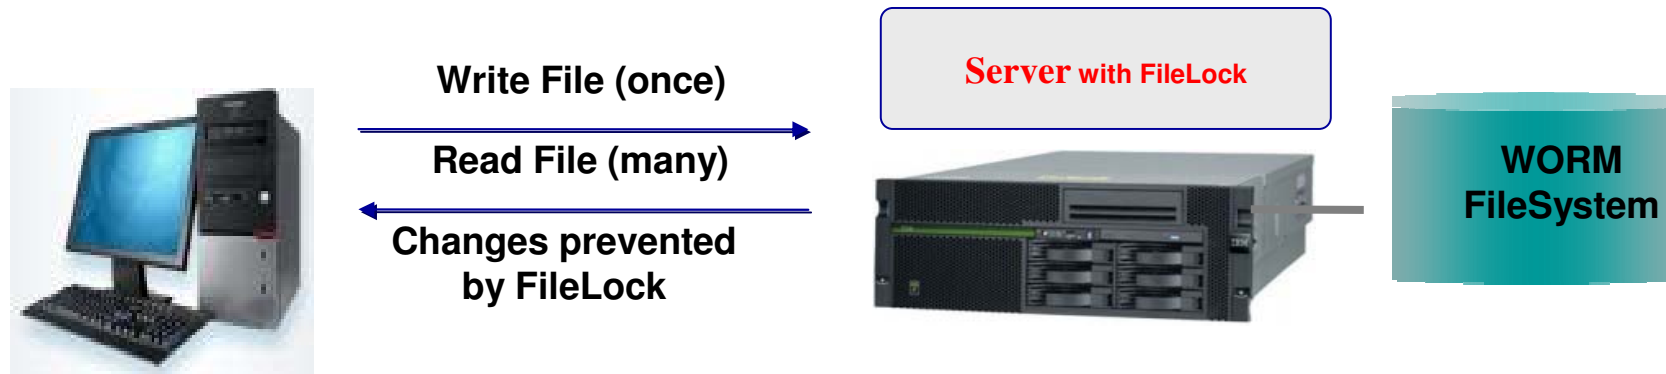 Write File (once)
Read File (many)
Changes prevented
by FileLock
Server with FileLock
WORM
FileSystem